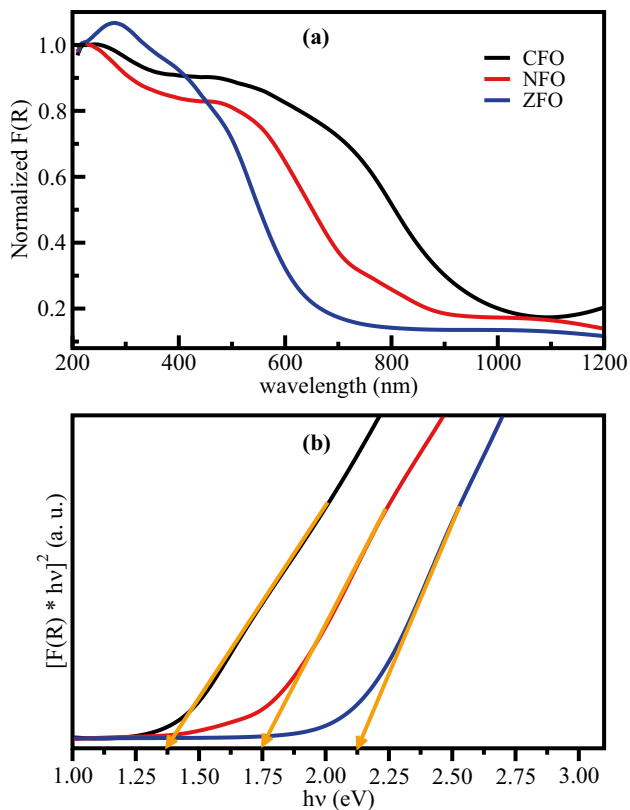 (a)
CFO
NFO
ZFO
Normalized F(R)
1.0
0.8
0.6
0.4
0.2
200 400 600 800 1000 1200
wavelength (nm)
(b)
[F(R) * hν]² (a. u.)
1.00 1.25 1.50 1.75 2.00 2.25 2.50 2.75 3.00
hν (eV)